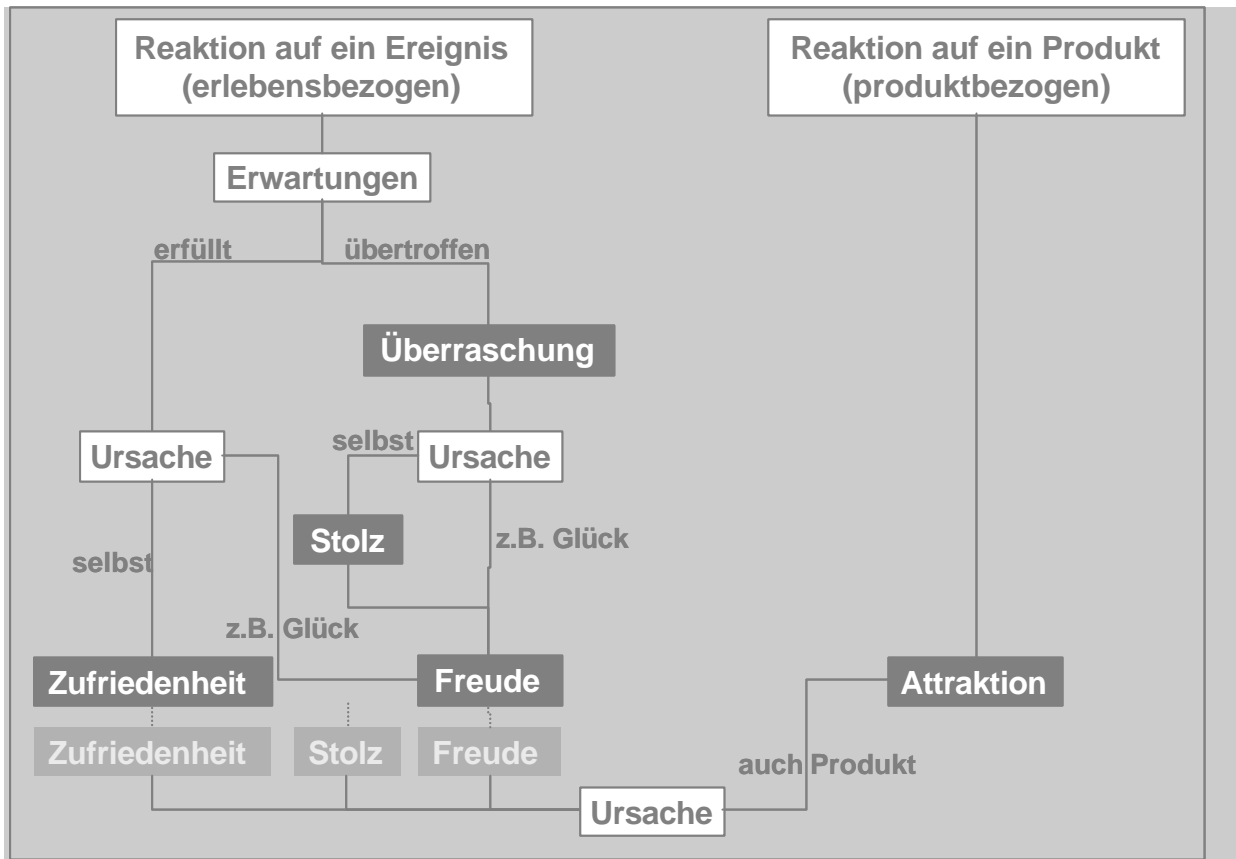 Reaktion auf ein Ereignis
(erlebensbezogen)
Reaktion auf ein Produkt
(produktbezogen)
Erwartungen
erfüllt
übertroffen
Überraschung
Ursache
selbst
Ursache
Stolz
z.B. Glück
selbst
z.B. Glück
Zufriedenheit
Freude
Attraktion
Zufriedenheit
Stolz
Freude
auch Produkt
Ursache